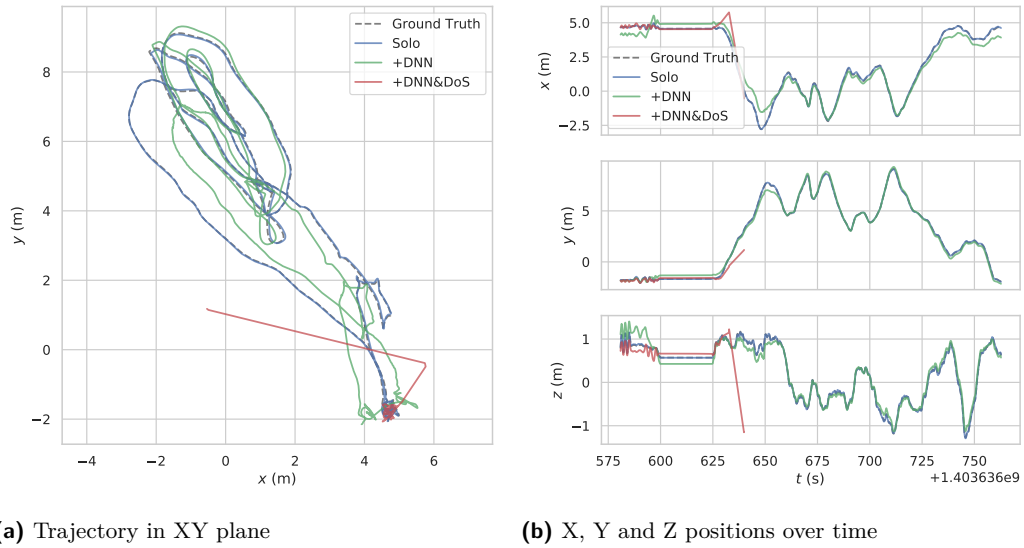 Ground Truth
Solo
+DNN
+DNN&DoS
8
6
4
2
0
−2
y (m)
−4
−2
0
2
4
6
x (m)
5.0
2.5
0.0
−2.5
x (m)
Ground Truth
Solo
+DNN
+DNN&DoS
5
0
y (m)
1
0
−1
z (m)
575
600
625
650
675
700
725
750
t (s)
+1.403636e9
(a) Trajectory in XY plane
(b) X, Y and Z positions over time